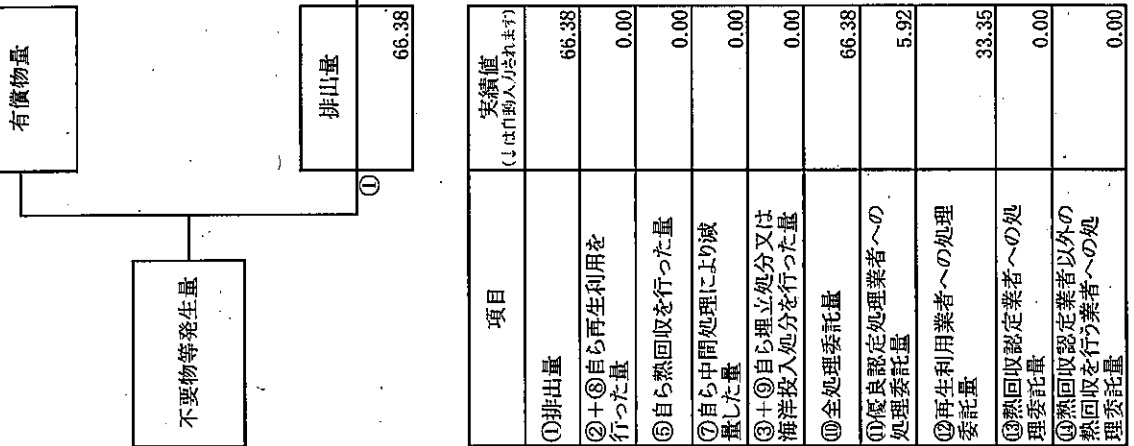 有償物量
不要物等発生量
排出量
66.38
①
項目
実績値
(↓は自動入力されます)
①排出量
66.38
②+⑧自ら再生利用を
行った量
0.00
⑤自ら熱回収を行った量
0.00
⑦自ら中間処理により減
量した量
0.00
③+⑨自ら埋立処分又は
海洋投入処分を行った量
0.00
⑩全処理委託量
66.38
⑪優良認定処理業者への
処理委託量
5.92
⑫再生利用業者への処理
委託量
33.35
⑬熱回収認定業者への処
理委託量
0.00
⑭熱回収認定業者以外の
熱回収を行う業者への処
理委託量
0.00